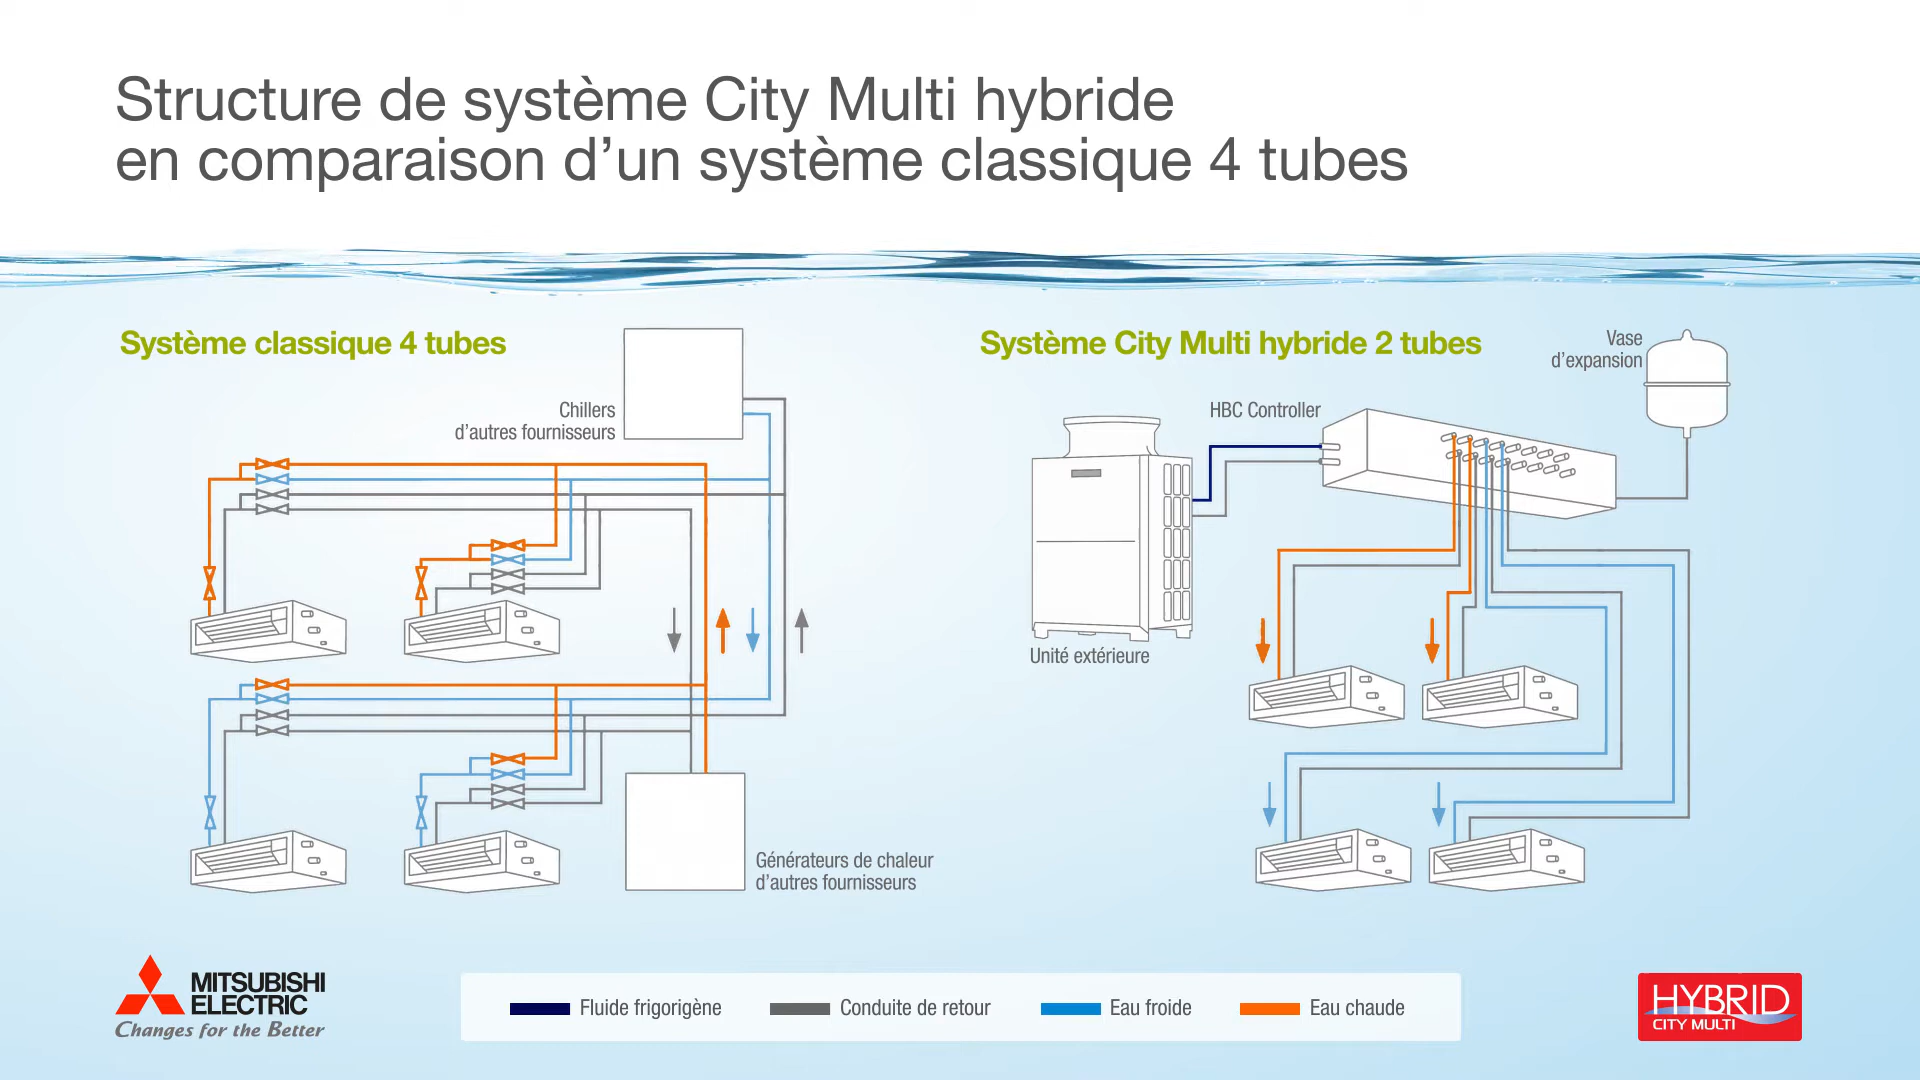 Structure de système City Multi hybride
en comparaison d’un système classique 4 tubes
Système classique 4 tubes
Chillers
d’autres fournisseurs
Générateurs de chaleur
d’autres fournisseurs
Système City Multi hybride 2 tubes
Vase
d’expansion
HBC Controller
Unité extérieure
MITSUBISHI
ELECTRIC
Changes for the Better
Fluide frigorigène
Conduite de retour
Eau froide
Eau chaude
HYBRID
CITY MULTI